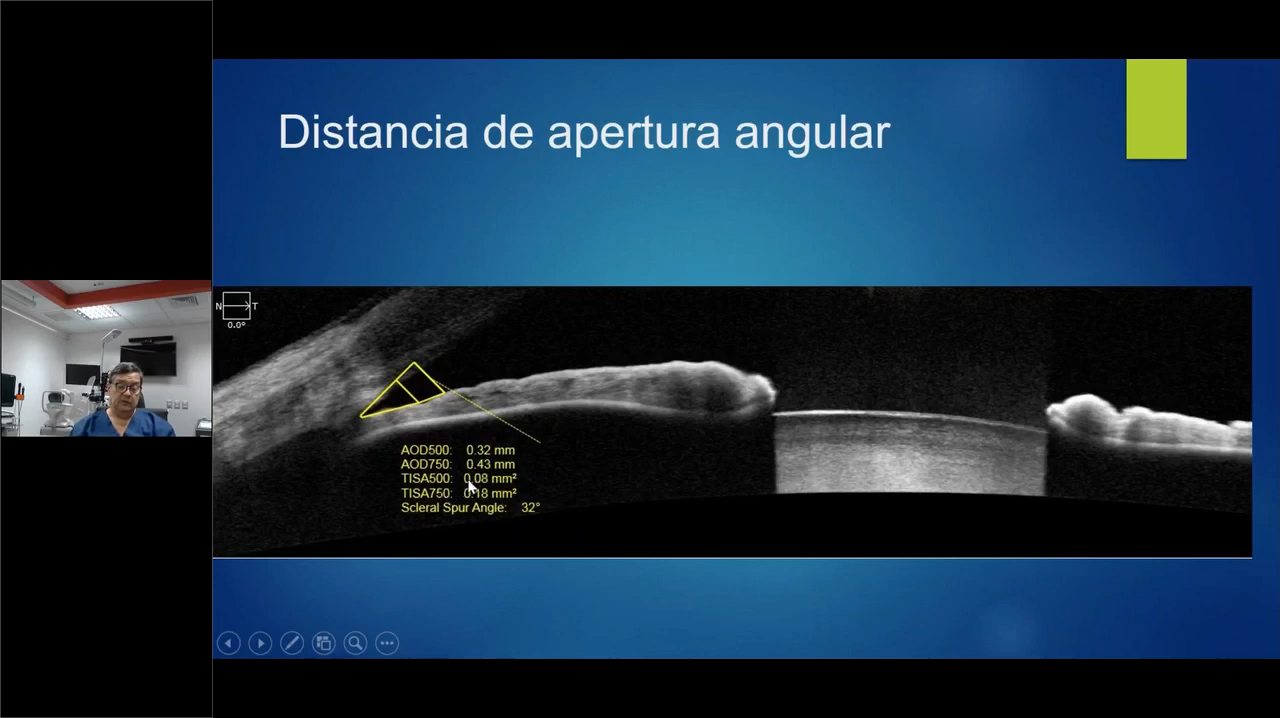 Distancia de apertura angular
N T
0.0°
AOD500: 0.32 mm
AOD750: 0.43 mm
TISA500: 0.08 mm²
TISA750: 0.18 mm²
Scleral Spur Angle: 32°